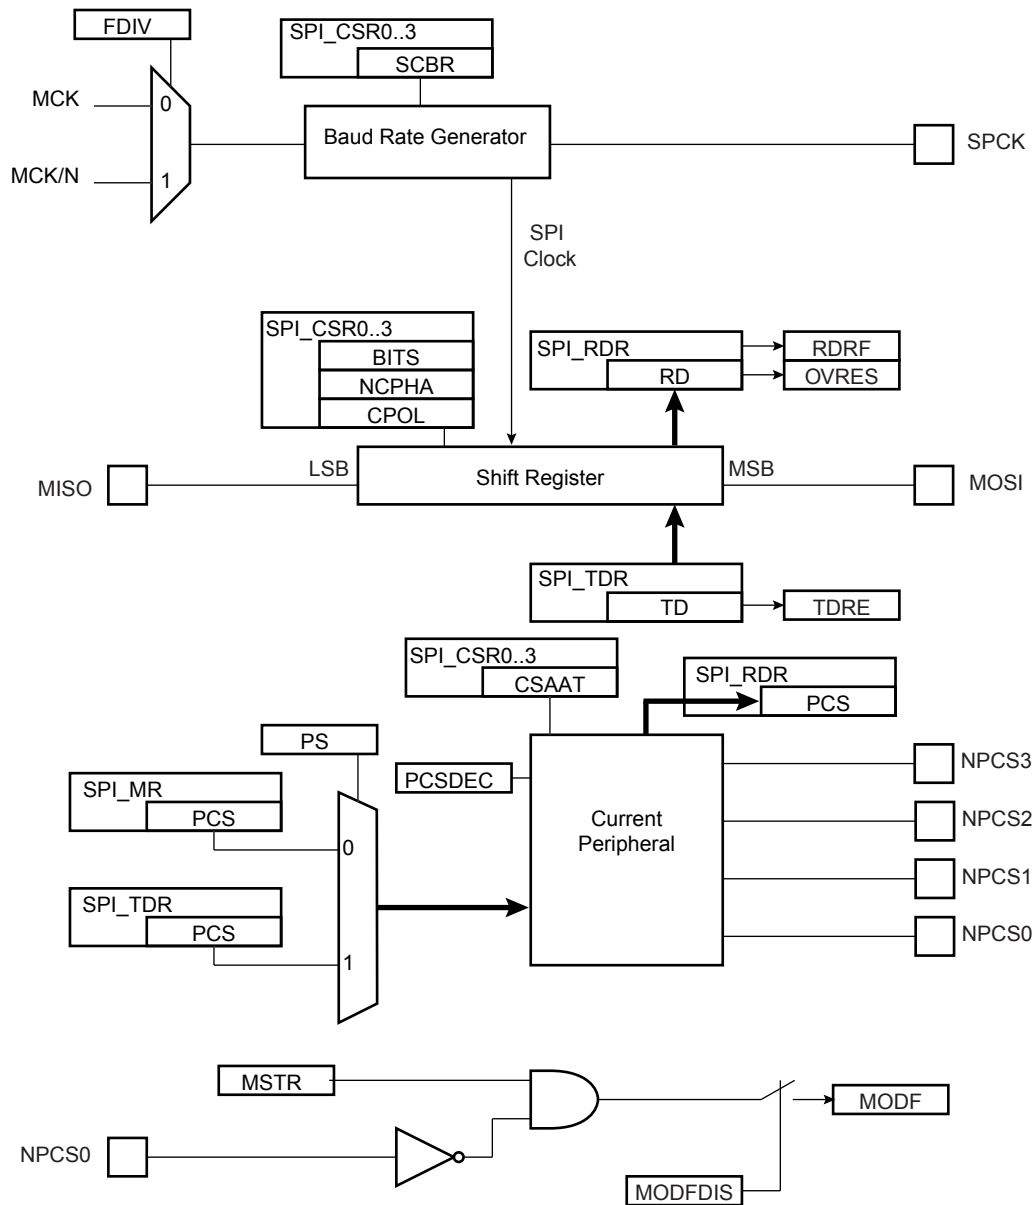 FDIV
SPI_CSR0..3
SCBR
MCK
0
Baud Rate Generator
SPCK
MCK/N
1
SPI
Clock
SPI_CSR0..3
BITS
NCPHA
CPOL
SPI_RDR
RD
RDRF
OVRES
LSB
MSB
MISO
Shift Register
MOSI
SPI_TDR
TD
TDRE
SPI_CSR0..3
CSAAT
SPI_RDR
PCS
PS
PCSDEC
SPI_MR
PCS
0
SPI_TDR
PCS
1
Current
Peripheral
NPCS3
NPCS2
NPCS1
NPCS0
MSTR
MODF
NPCS0
MODFDIS